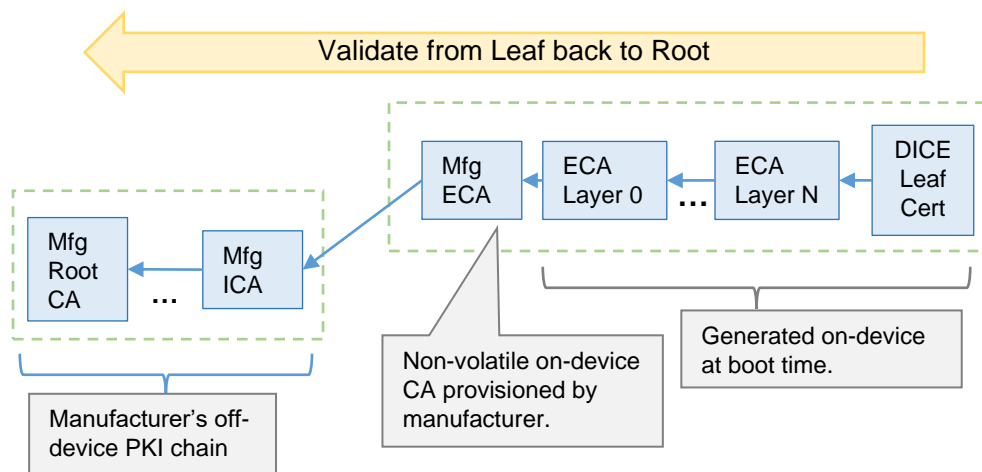 Validate from Leaf back to Root
Mfg
ECA
ECA
Layer 0
...
ECA
Layer N
DICE
Leaf
Cert
Mfg
Root
CA
...
Mfg
ICA
Non-volatile on-device
CA provisioned by
manufacturer.
Generated on-device
at boot time.
Manufacturer’s off-
device PKI chain